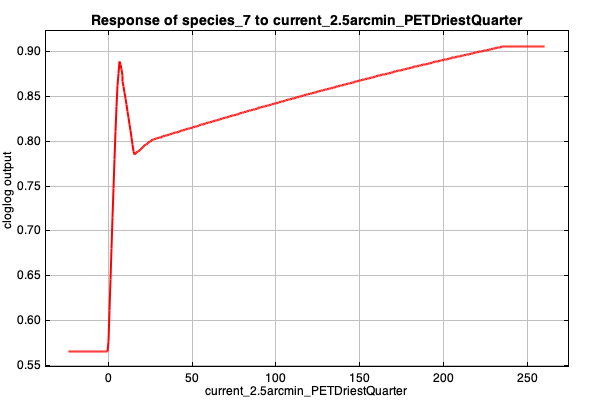 Response of species_7 to current_2.5arcmin_PETDriestQuarter
0.90
0.85
0.80
0.75
0.70
0.65
0.60
0.55
cloglog output
0 50 100 150 200 250
current_2.5arcmin_PETDriestQuarter